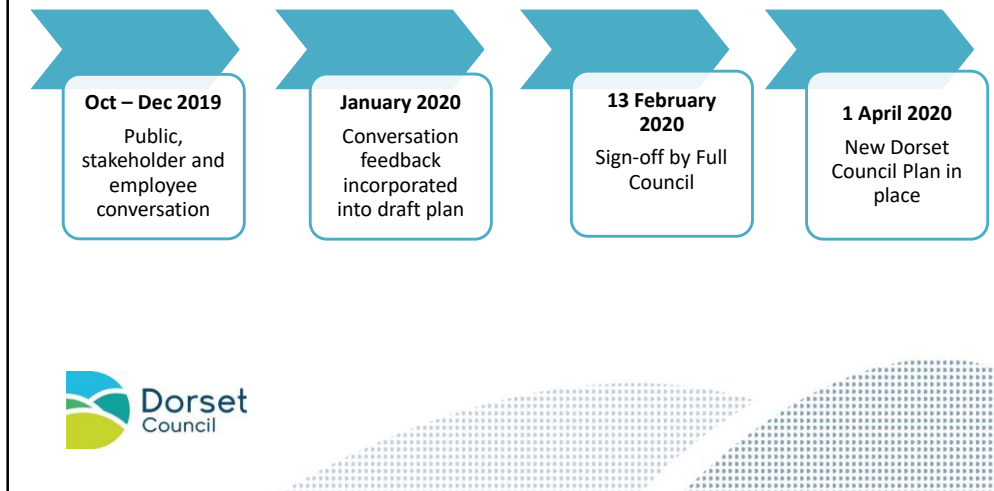 Oct – Dec 2019
Public,
stakeholder and
employee
conversation
January 2020
Conversation
feedback
incorporated
into draft plan
13 February
2020
Sign-off by Full
Council
1 April 2020
New Dorset
Council Plan in
place
Dorset
Council